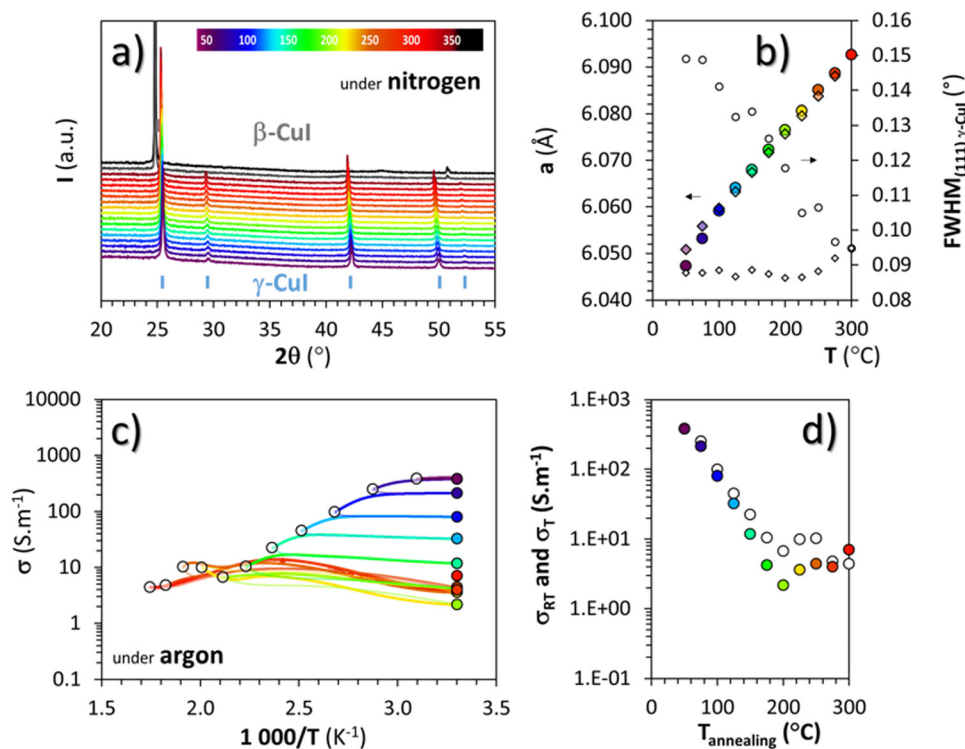 a)
50 100 150 200 250 300 350
under nitrogen
β-CuI
γ-CuI
I (a.u.)
20 25 30 35 40 45 50 55
2θ (°)
b)
6.100
6.090
6.080
6.070
6.060
6.050
6.040
a (Å)
0.16
0.15
0.14
0.13
0.12
0.11
0.10
0.09
0.08
FWHM(111) γ-CuI (°)
0 100 200 300
T (°C)
c)
10000
1000
100
10
1
0.1
σ (S.m-1)
under argon
1.5 2.0 2.5 3.0 3.5
1 000/T (K-1)
d)
1.E+03
1.E+02
1.E+01
1.E+00
1.E-01
σRT and σT (S.m-1)
0 100 200 300
Tannealing (°C)